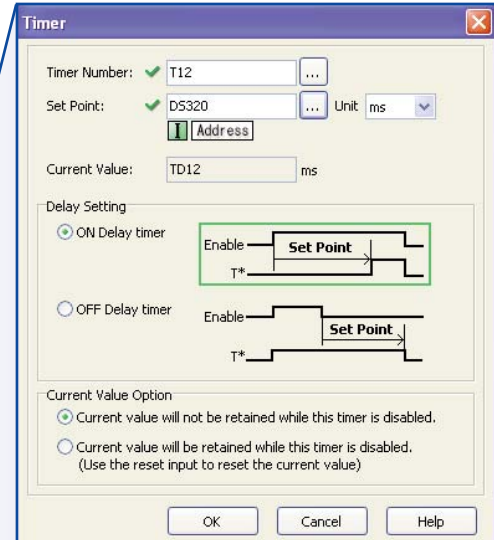 Timer
Timer Number: T12 ...
Set Point: DS320 ... Unit ms
I Address
Current Value: TD12 ms
Delay Setting
ON Delay timer
Enable
Set Point
T*
OFF Delay timer
Enable
Set Point
T*
Current Value Option
Current value will not be retained while this timer is disabled.
Current value will be retained while this timer is disabled.
(Use the reset input to reset the current value)
OK Cancel Help